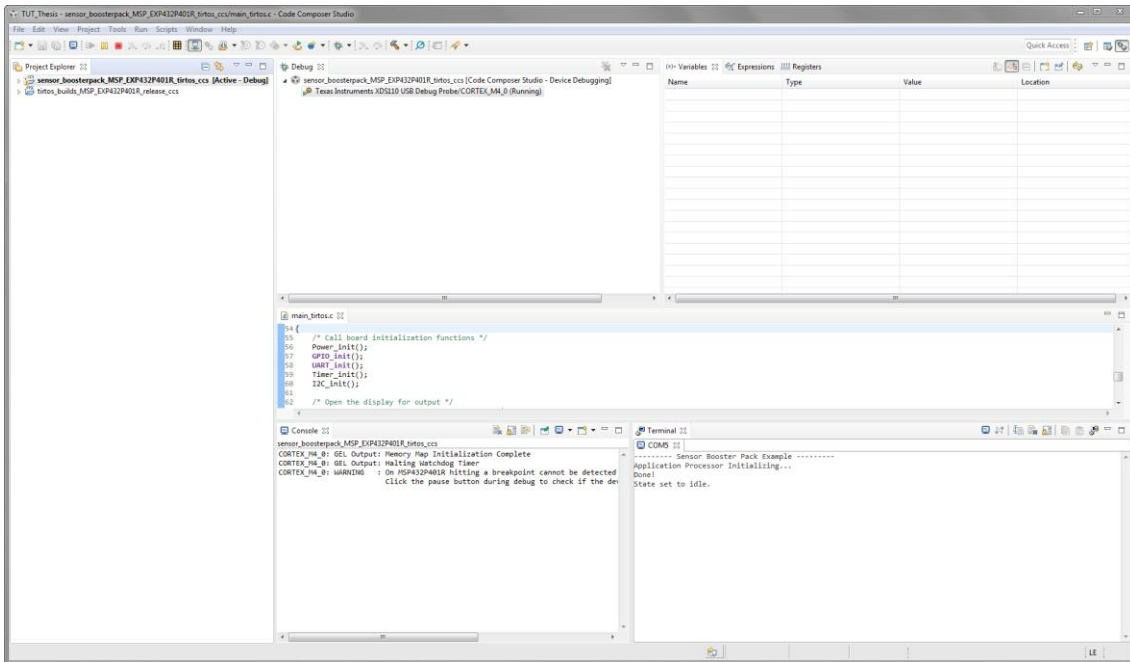 TUT_Thesis - sensor_boosterpack_MSP_EXP432P401R_tirtos_ccs/main_tirtos.c - Code Composer Studio
File Edit View Project Tools Run Scripts Window Help
Quick Access
Project Explorer
sensor_boosterpack_MSP_EXP432P401R_tirtos_ccs [Active - Debug]
tirtos_builds_MSP_EXP432P401R_release_ccs
Debug
sensor_boosterpack_MSP_EXP432P401R_tirtos_ccs [Code Composer Studio - Device Debugging]
Texas Instruments XDS110 USB Debug Probe/CORTEX_M4_0 (Running)
(x)= Variables Expressions Registers
Name Type Value Location
main_tirtos.c
54 {
55 /* Call board initialization functions */
56 Power_init();
57 GPIO_init();
58 UART_init();
59 Timer_init();
60 I2C_init();
61
62 /* Open the display for output */
Console
sensor_boosterpack_MSP_EXP432P401R_tirtos_ccs
CORTEX_M4_0: GEL Output: Memory Map Initialization Complete
CORTEX_M4_0: GEL Output: Halting Watchdog Timer
CORTEX_M4_0: WARNING : On MSP432P401R hitting a breakpoint cannot be detected
Click the pause button during debug to check if the dev
Terminal
COM5
--------- Sensor Booster Pack Example ---------
Application Processor Initializing...
Done!
State set to idle.
LE